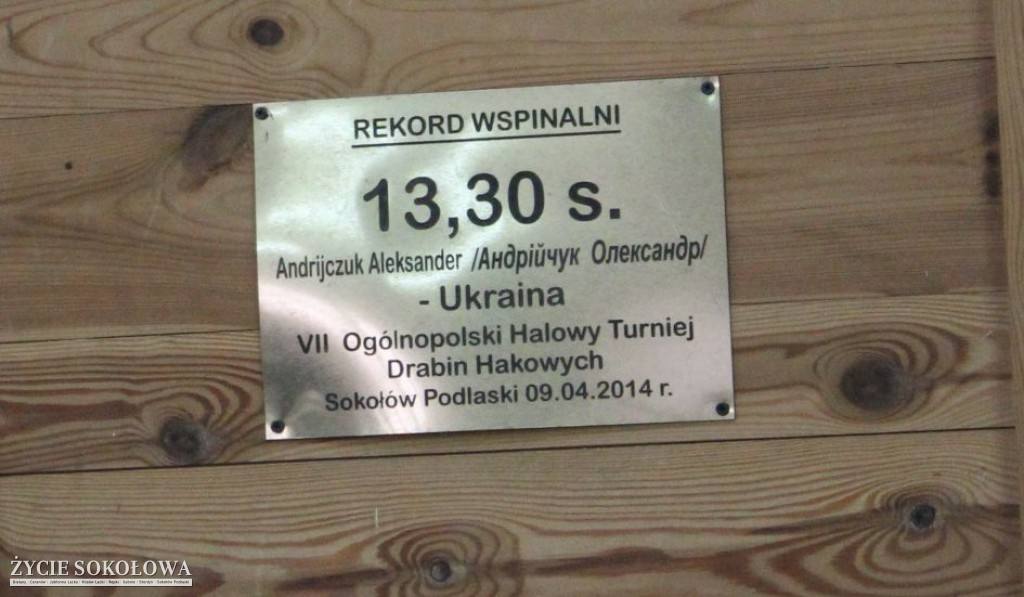 REKORD WSPINALNI
13,30 s.
Andrijczuk Aleksander /Андрійчук Олександр/
- Ukraina
VII Ogólnopolski Halowy Turniej
Drabin Hakowych
Sokołów Podlaski 09.04.2014 r.
ŻYCIE SOKOŁOWA